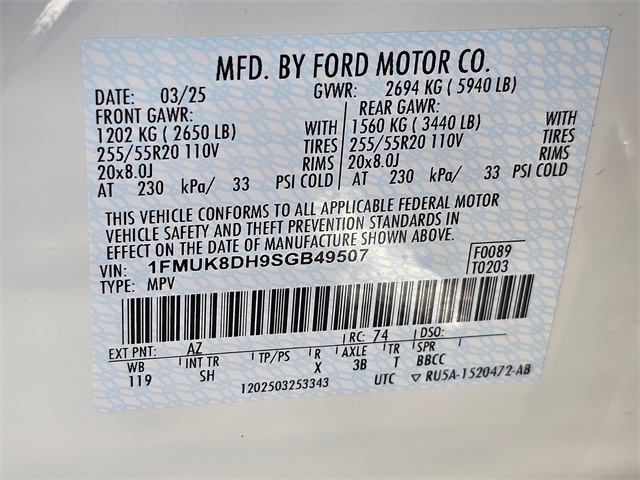 MFD. BY FORD MOTOR CO.
DATE: 03/25 GVWR: 2694 KG ( 5940 LB)
FRONT GAWR: REAR GAWR:
1202 KG ( 2650 LB) WITH 1560 KG ( 3440 LB) WITH
255/55R20 110V TIRES 255/55R20 110V TIRES
20x8.0J RIMS 20x8.0J RIMS
AT 230 kPa/ 33 PSI COLD AT 230 kPa/ 33 PSI COLD
THIS VEHICLE CONFORMS TO ALL APPLICABLE FEDERAL MOTOR
VEHICLE SAFETY AND THEFT PREVENTION STANDARDS IN
EFFECT ON THE DATE OF MANUFACTURE SHOWN ABOVE.
VIN: 1FMUK8DH9SGB49507 F0089
TYPE: MPV T0203
EXT PNT: AZ RC: 74 DSO:
WB INT TR TP/PS R AXLE TR SPR
119 SH X 3B T BBCC
1202503253343 UTC ▽ RU5A-1520472-AB